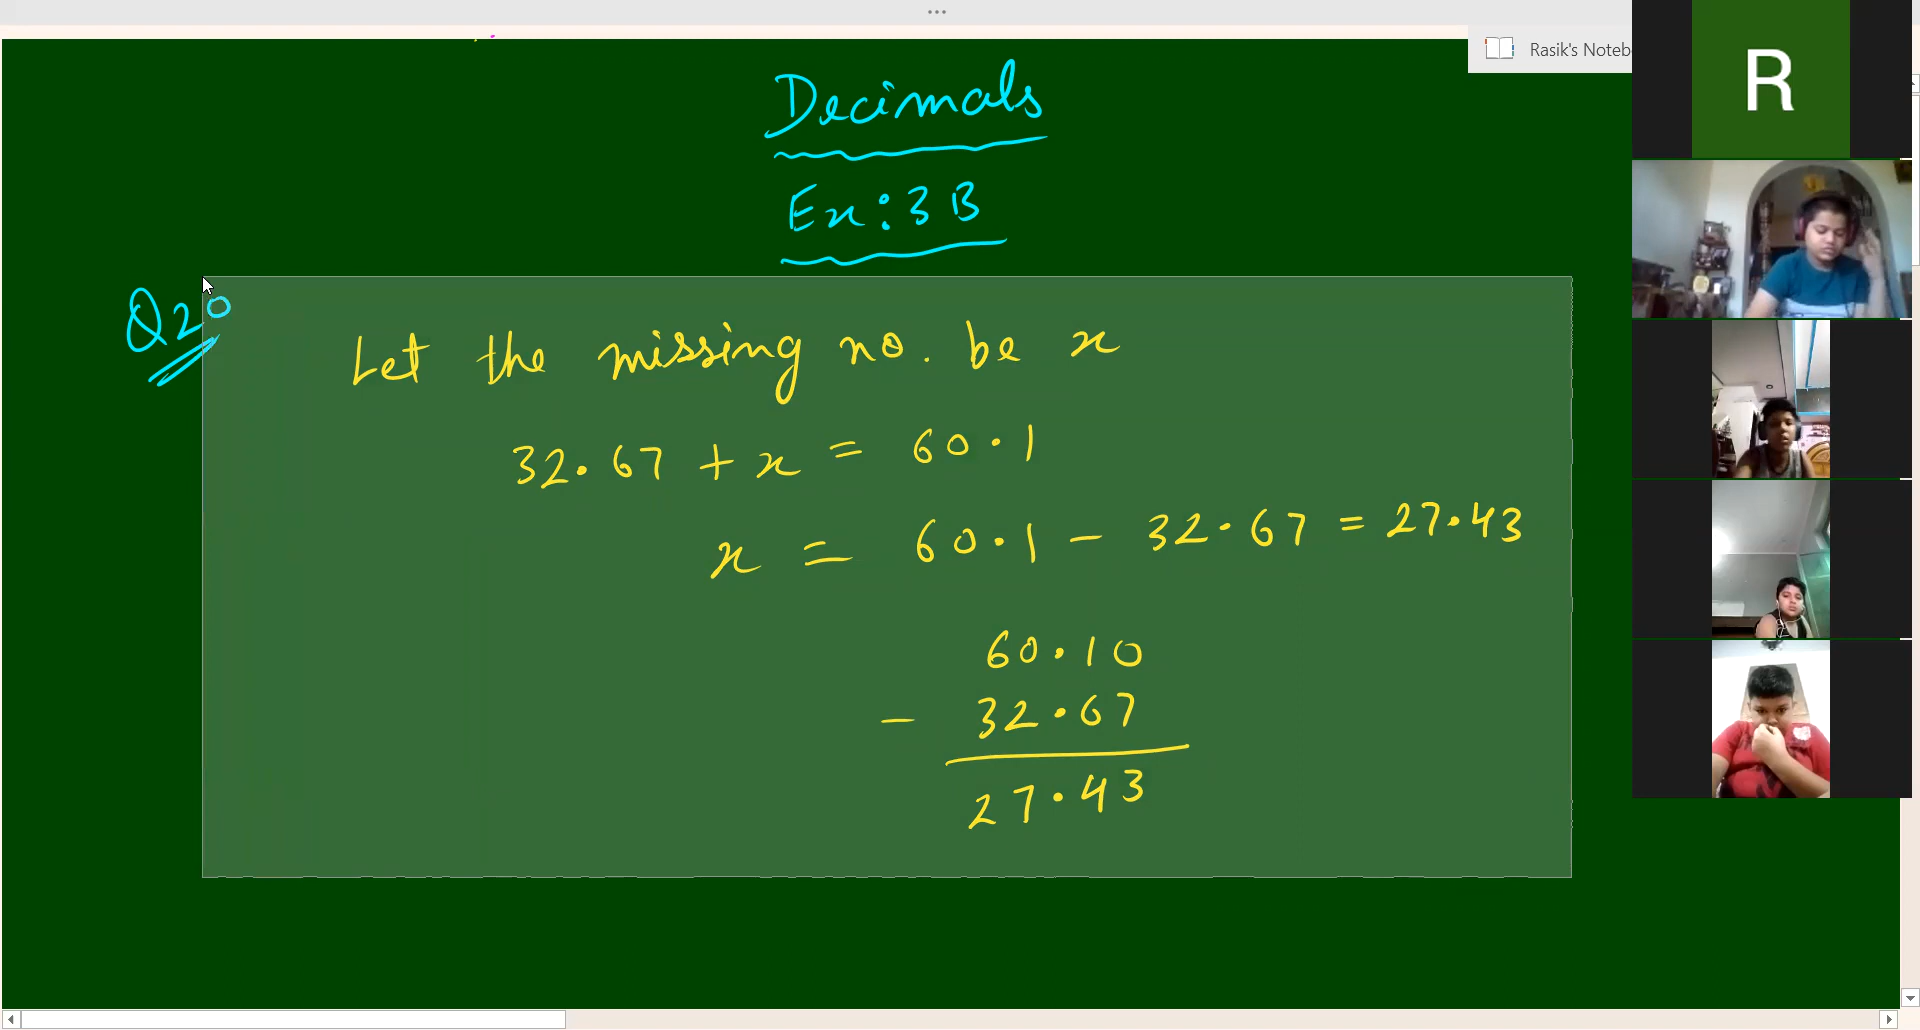 Rasik's Noteb
R
Decimals
Ex: 3B
Q20
Let the missing no. be x
32.67 + x = 60.1
x = 60.1 - 32.67 = 27.43
60.10
- 32.67
27.43